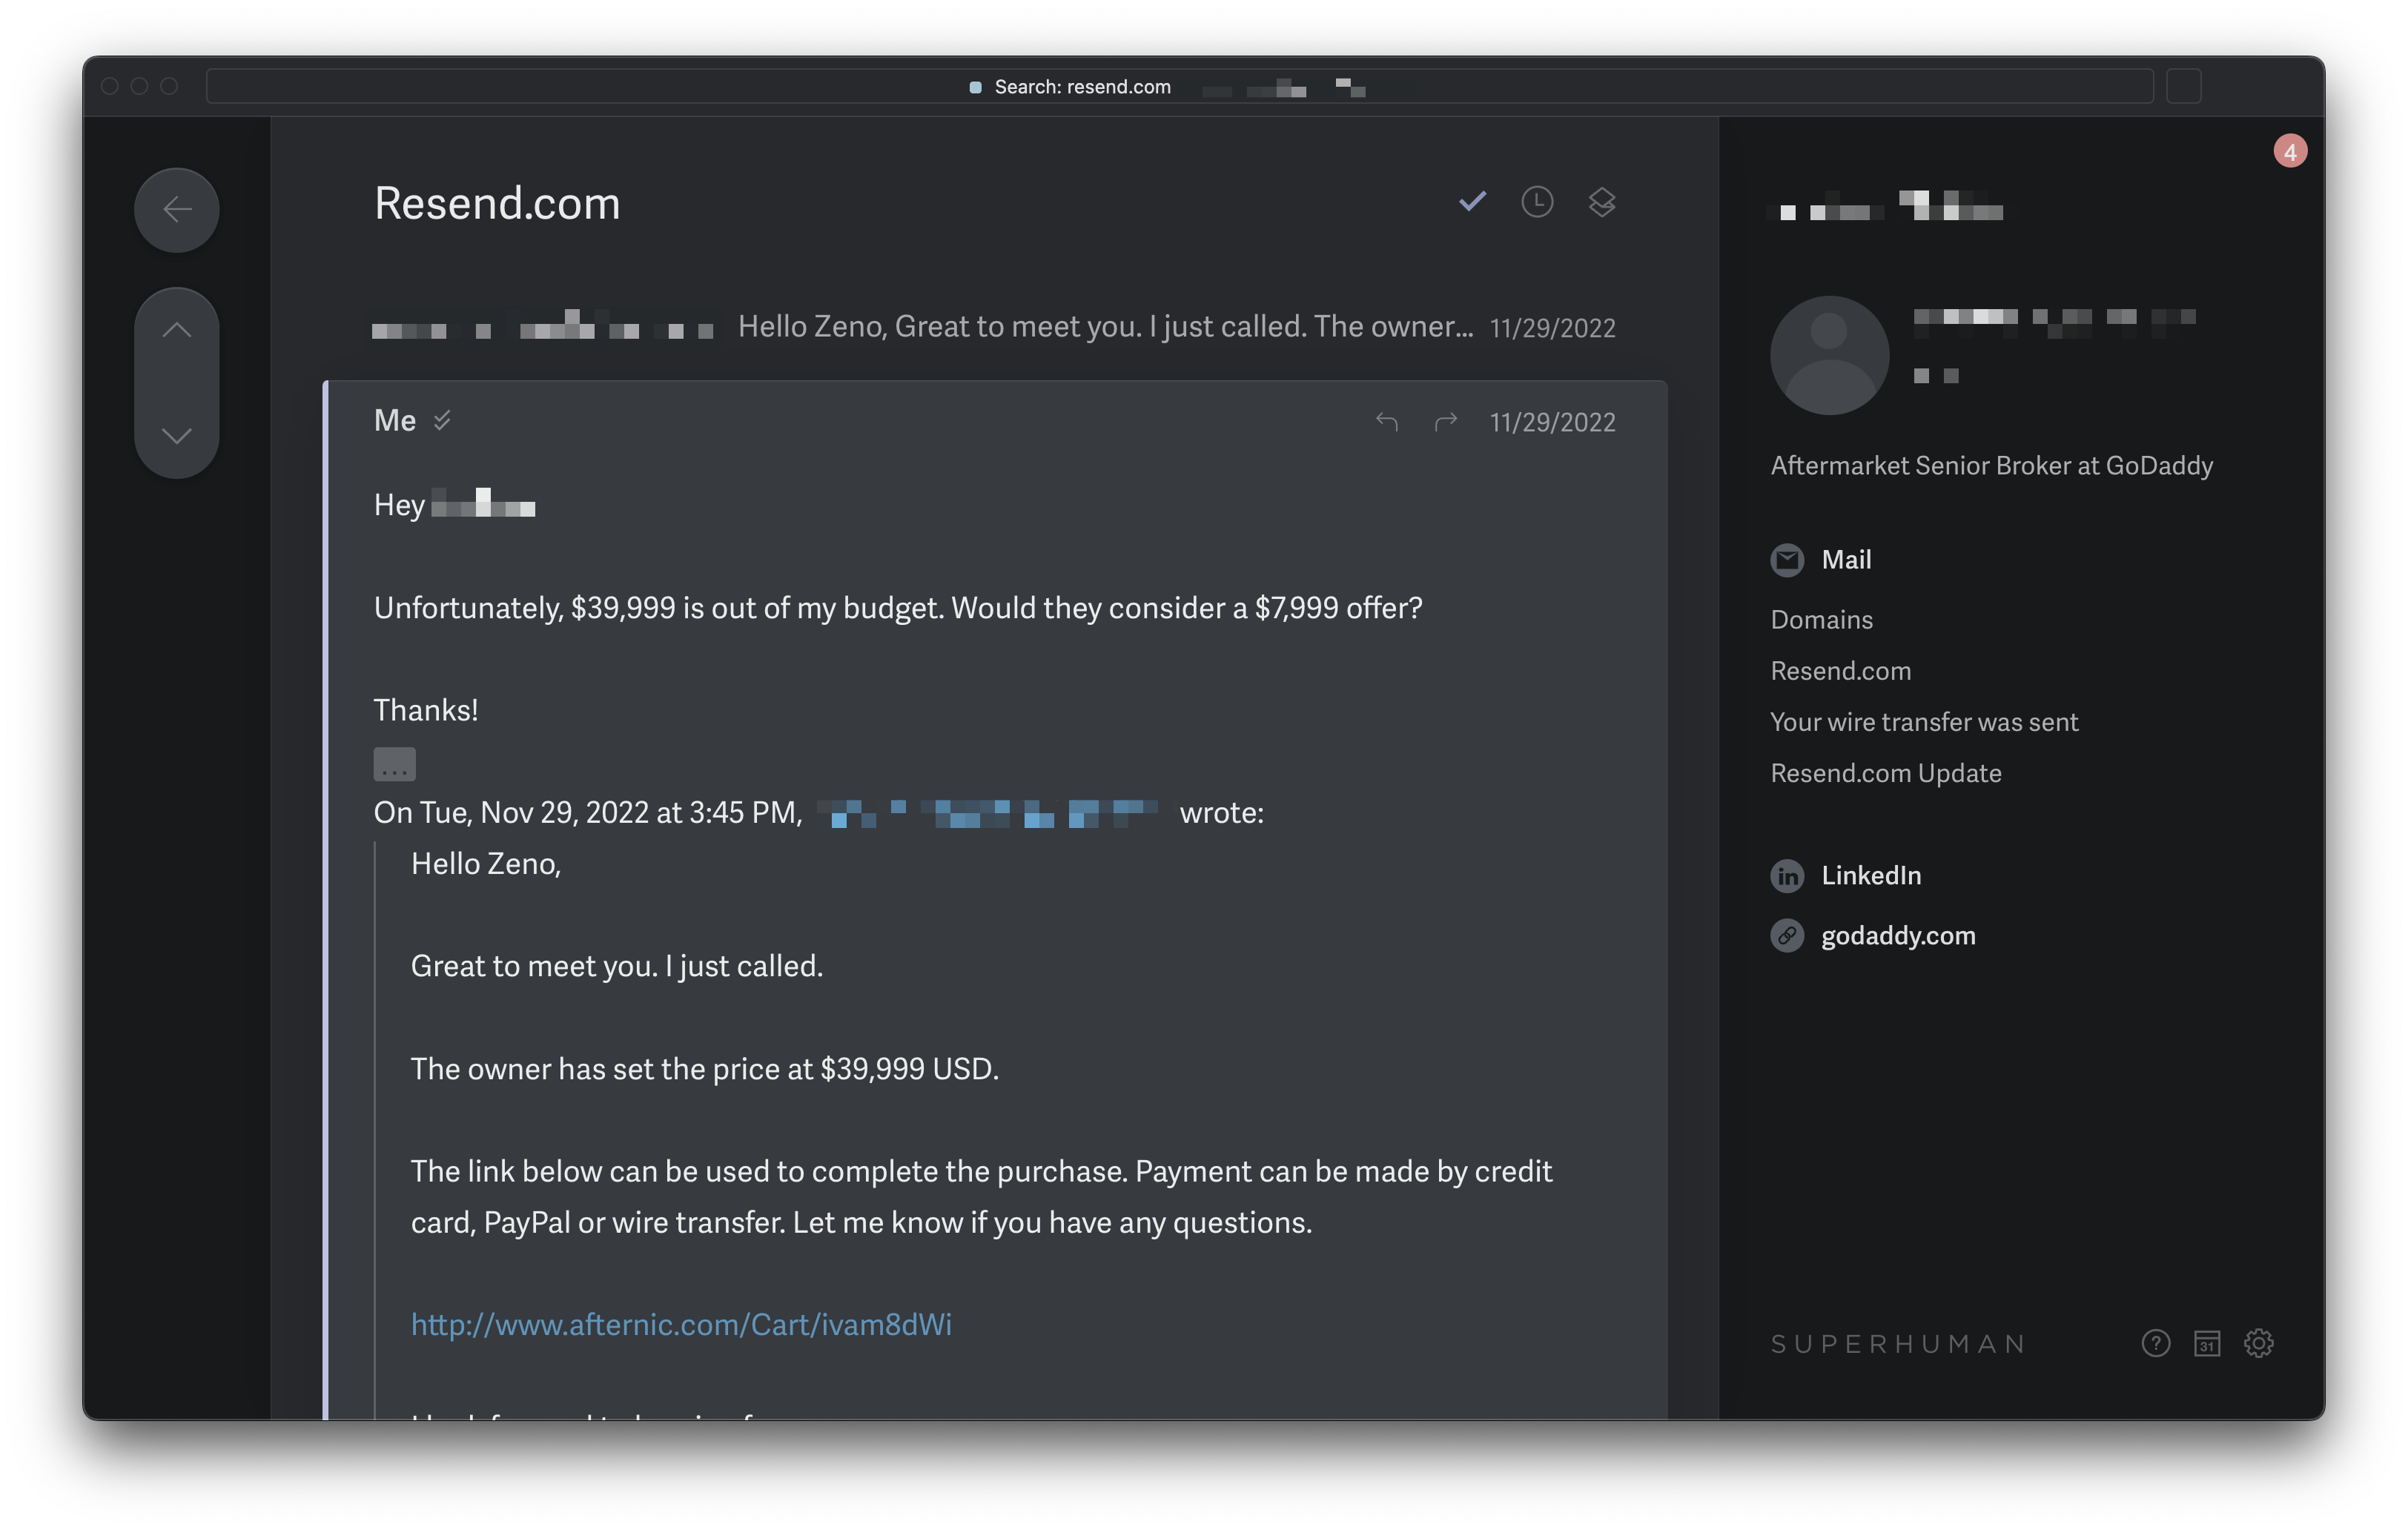 Search: resend.com
4
Resend.com
Hello Zeno, Great to meet you. I just called. The owner... 11/29/2022
Me 11/29/2022
Hey
Unfortunately, $39,999 is out of my budget. Would they consider a $7,999 offer?
Thanks!
...
On Tue, Nov 29, 2022 at 3:45 PM, wrote:
Hello Zeno,
Great to meet you. I just called.
The owner has set the price at $39,999 USD.
The link below can be used to complete the purchase. Payment can be made by credit
card, PayPal or wire transfer. Let me know if you have any questions.
http://www.afternic.com/Cart/ivam8dWi
Aftermarket Senior Broker at GoDaddy
Mail
Domains
Resend.com
Your wire transfer was sent
Resend.com Update
in LinkedIn
godaddy.com
SUPERHUMAN ? 31